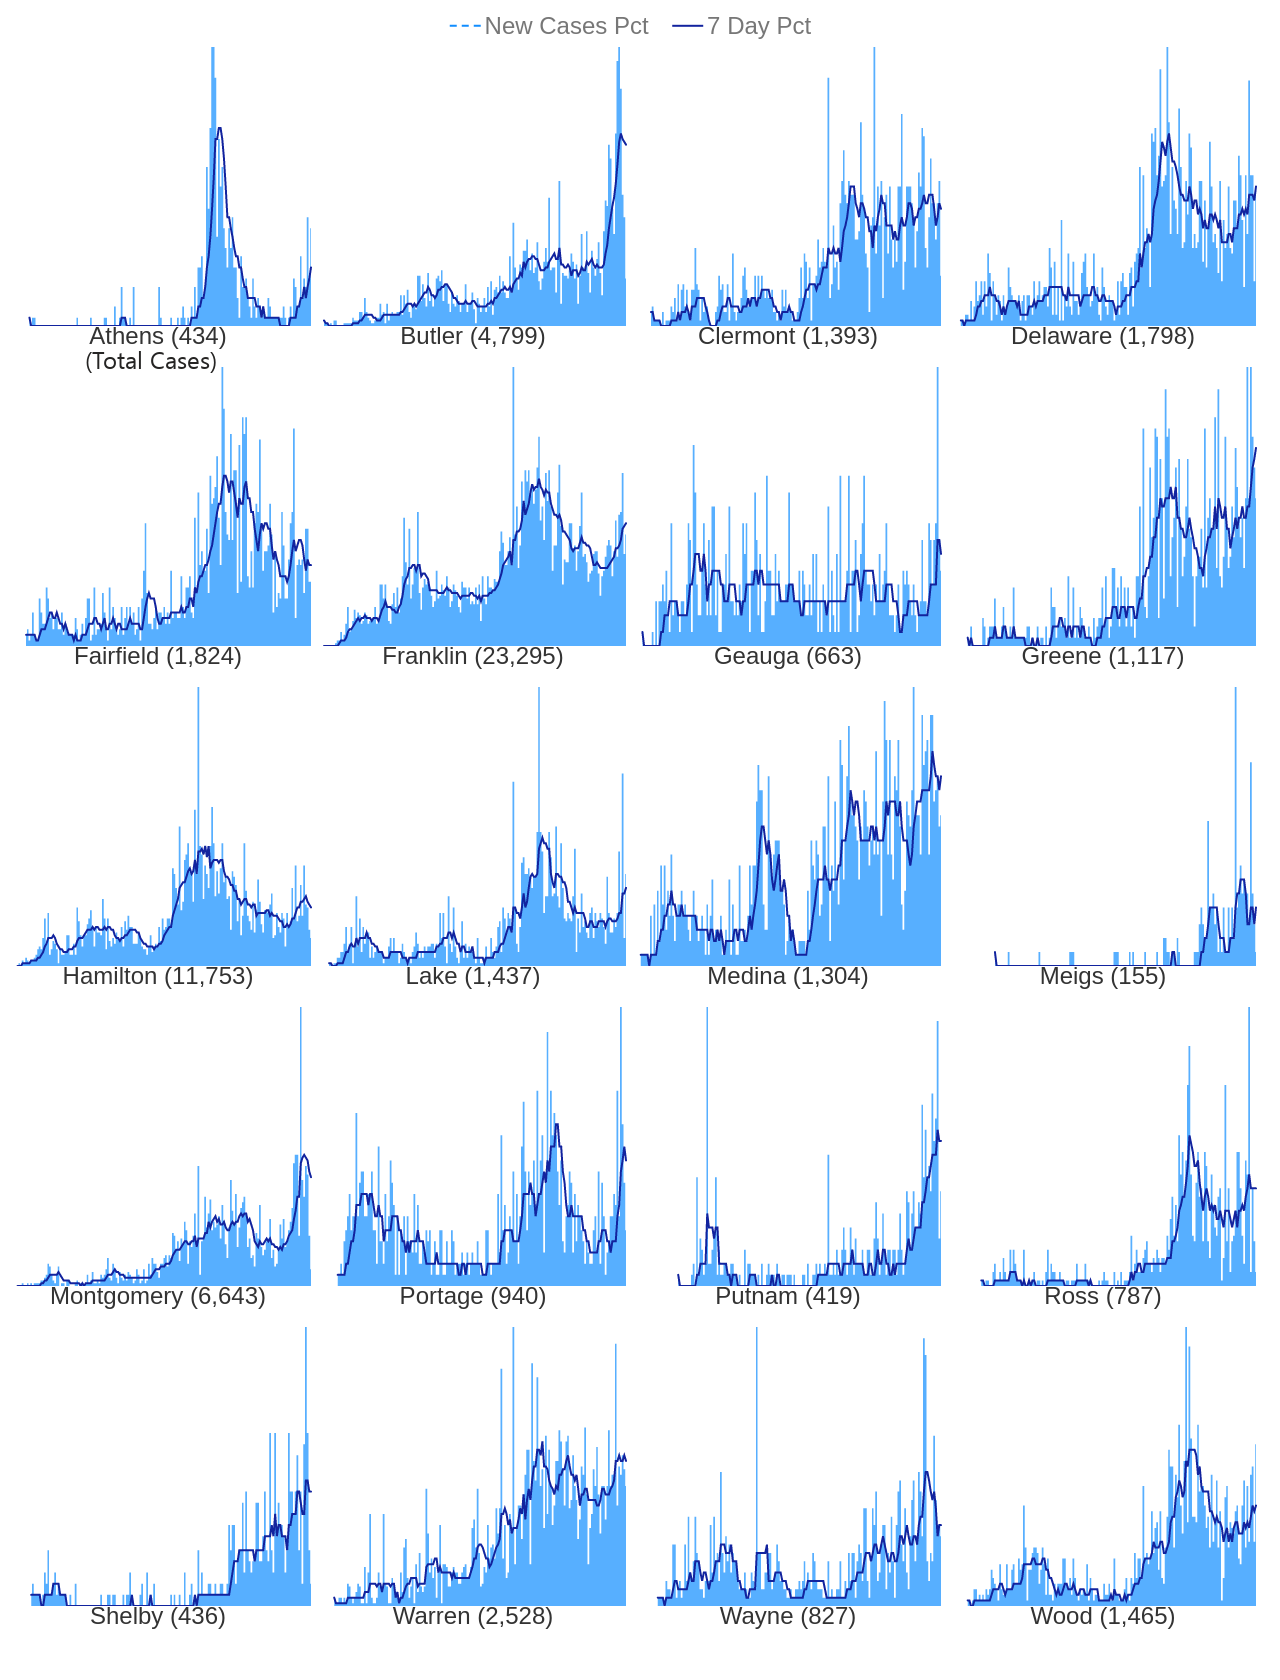 New Cases Pct 7 Day Pct
Athens (434) Butler (4,799) Clermont (1,393) Delaware (1,798)
(Total Cases)
Fairfield (1,824) Franklin (23,295) Geauga (663) Greene (1,117)
Hamilton (11,753) Lake (1,437) Medina (1,304) Meigs (155)
Montgomery (6,643) Portage (940) Putnam (419) Ross (787)
Shelby (436) Warren (2,528) Wayne (827) Wood (1,465)